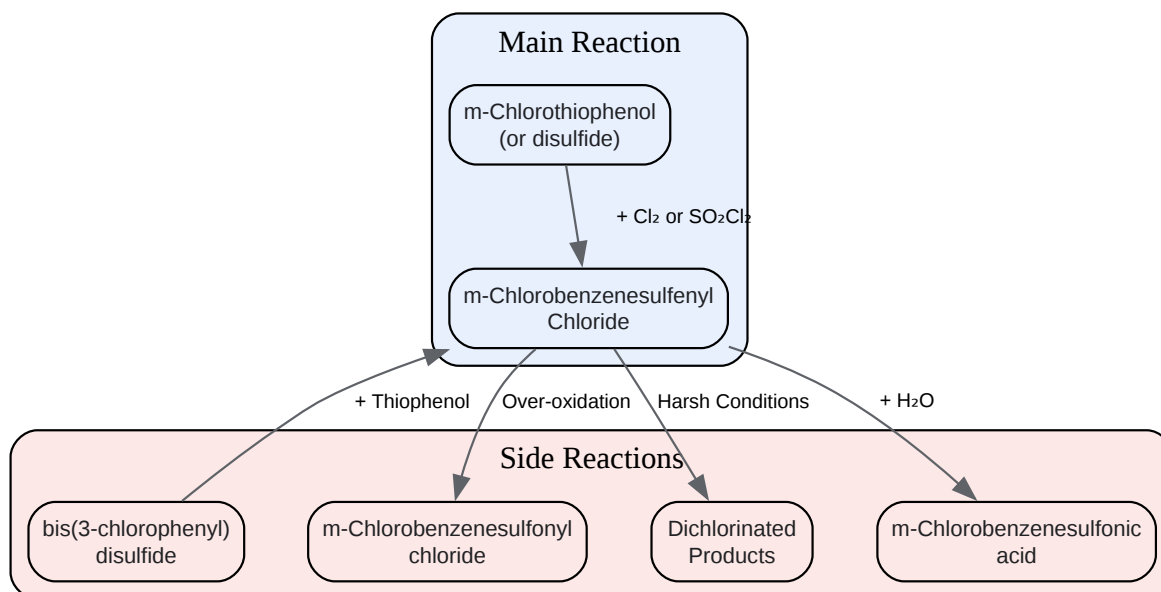 Main Reaction
m-Chlorothiophenol
(or disulfide)
+ Cl₂ or SO₂Cl₂
m-Chlorobenzenesulfenyl
Chloride
+ Thiophenol
Over-oxidation
Harsh Conditions
+ H₂O
Side Reactions
bis(3-chlorophenyl)
disulfide
m-Chlorobenzenesulfonyl
chloride
Dichlorinated
Products
m-Chlorobenzenesulfonic
acid